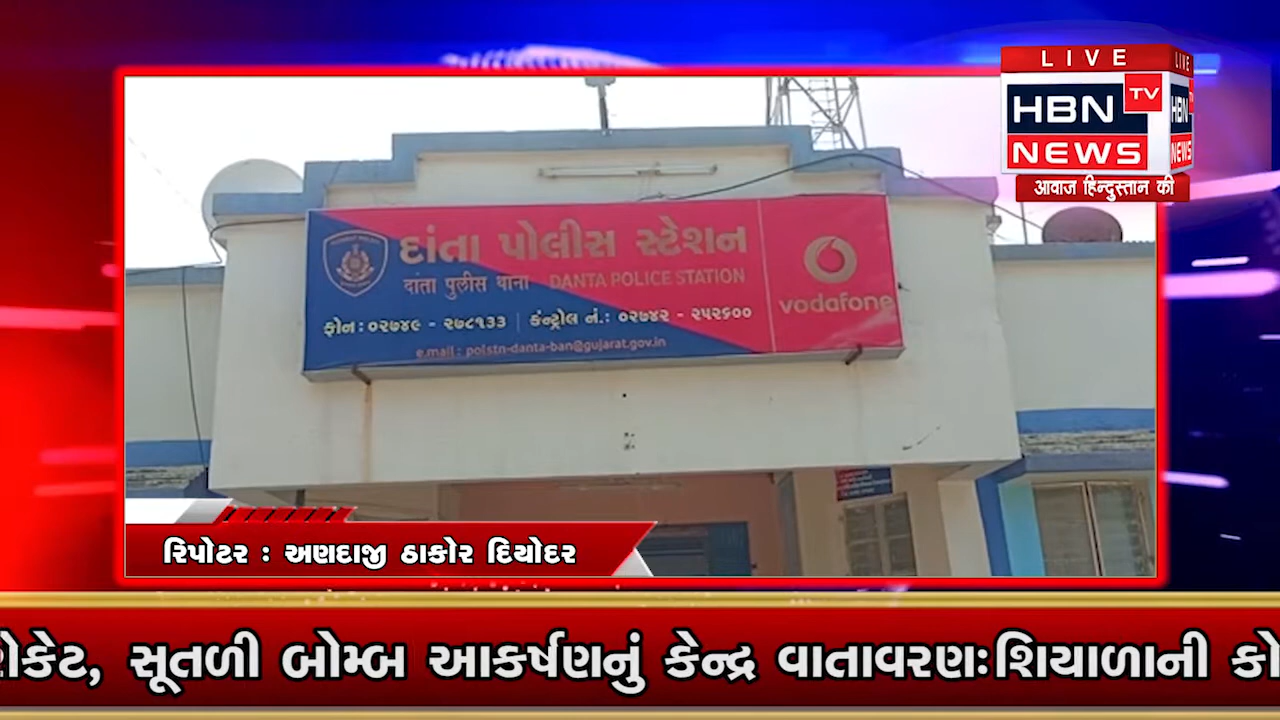 LIVE
HBN TV
NEWS
आवाज हिन्दुस्तान की
દાંતા પોલીસ સ્ટેશન
दांता पुलीस थाना DANTA POLICE STATION
ફોન : ૦૨૭૪૯ - ૨૭૮૧૩૩ | કંન્ટ્રોલ નં.: ૦૨૭૪૨ - ૨૫૨૬૦૦
e.mail : polstn-danta-ban@gujarat.gov.in
vodafone
રિપોટર : અણદાજી ઠાકોર દિયોદર
સૂતળી બોમ્બ આકર્ષણનું કેન્દ્ર વાતાવરણઃશિયાળાની